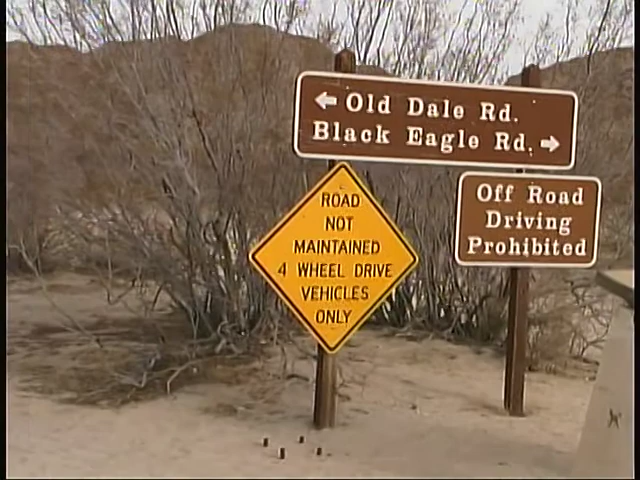 ← Old Dale Rd.
Black Eagle Rd. →
Off Road
Driving
Prohibited
ROAD
NOT
MAINTAINED
4 WHEEL DRIVE
VEHICLES
ONLY